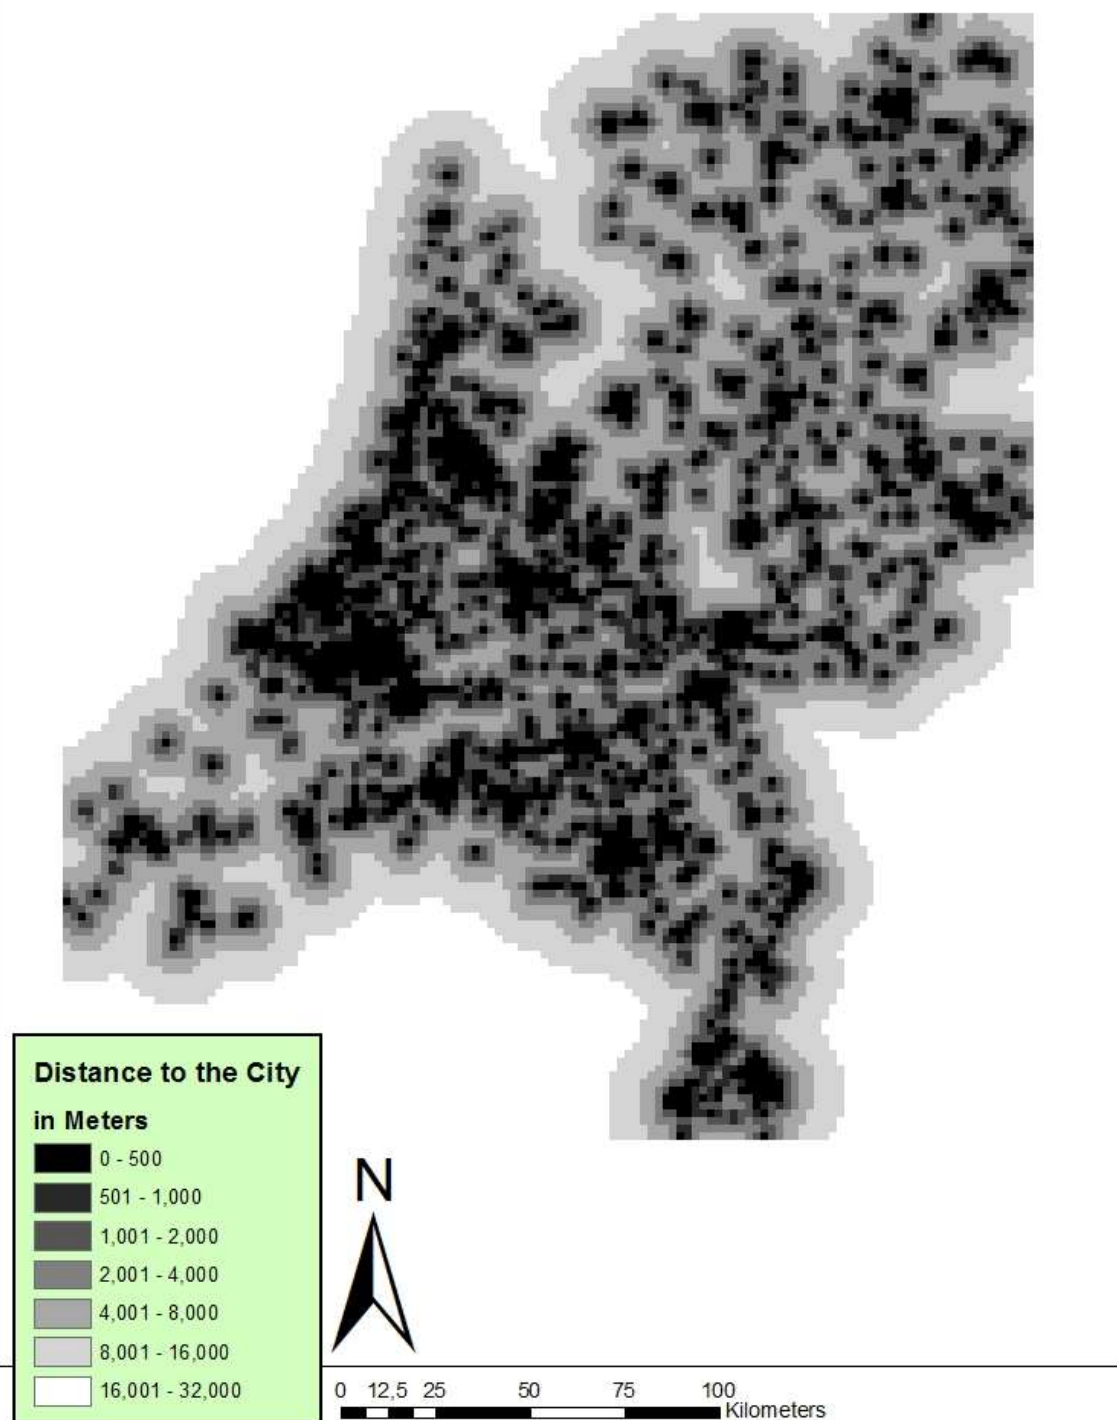 Distance to the City
in Meters
0 - 500
501 - 1,000
1,001 - 2,000
2,001 - 4,000
4,001 - 8,000
8,001 - 16,000
16,001 - 32,000
N
0 12,5 25 50 75 100
Kilometers